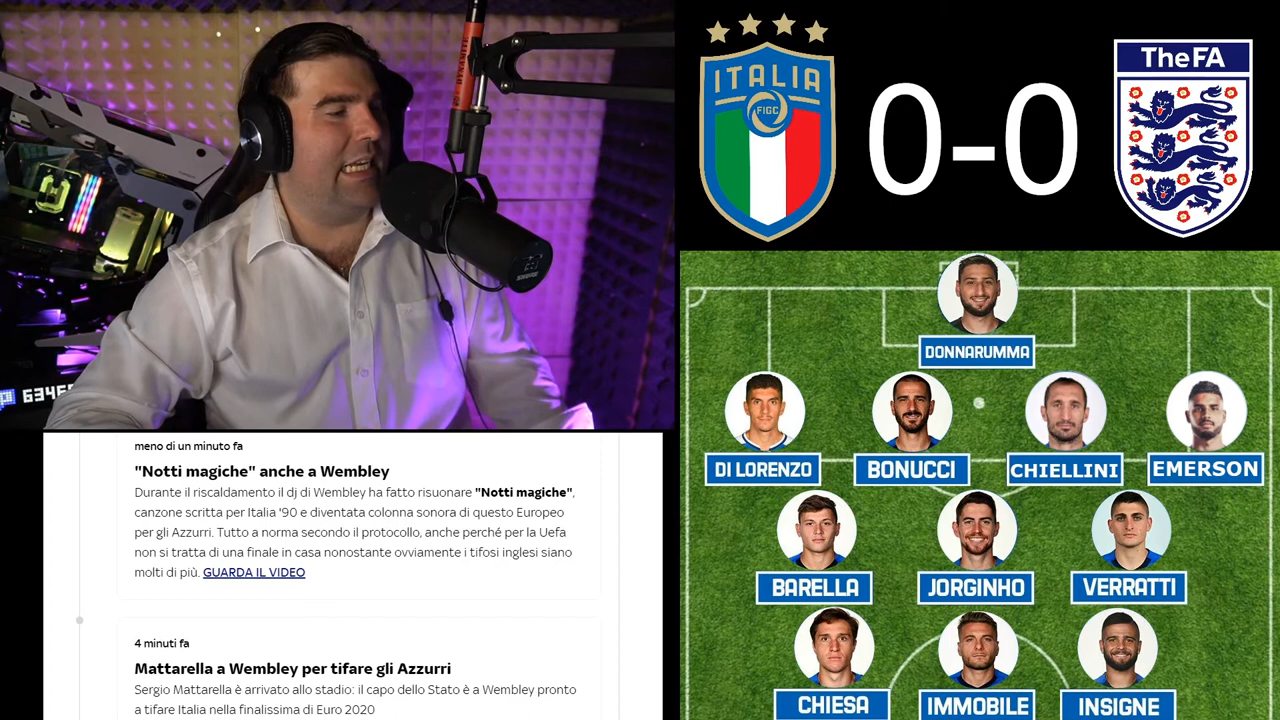 ITALIA
FIGC
0-0
The FA
634F
meno di un minuto fa
"Notti magiche" anche a Wembley
Durante il riscaldamento il dj di Wembley ha fatto risuonare "Notti magiche",
canzone scritta per Italia '90 e diventata colonna sonora di questo Europeo
per gli Azzurri. Tutto a norma secondo il protocollo, anche perché per la Uefa
non si tratta di una finale in casa nonostante ovviamente i tifosi inglesi siano
molti di più. GUARDA IL VIDEO
4 minuti fa
Mattarella a Wembley per tifare gli Azzurri
Sergio Mattarella è arrivato allo stadio: il capo dello Stato è a Wembley pronto
a tifare Italia nella finalissima di Euro 2020
DONNARUMMA
DI LORENZO
BONUCCI
CHIELLINI
EMERSON
BARELLA
JORGINHO
VERRATTI
CHIESA
IMMOBILE
INSIGNE